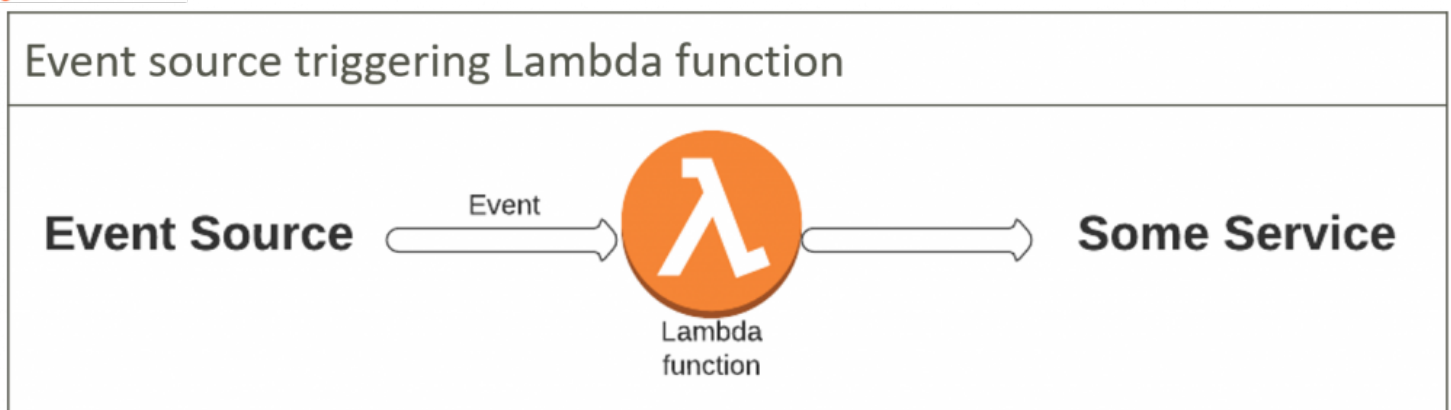 Event source triggering Lambda function
Event
Event Source
Some Service
Lambda
function